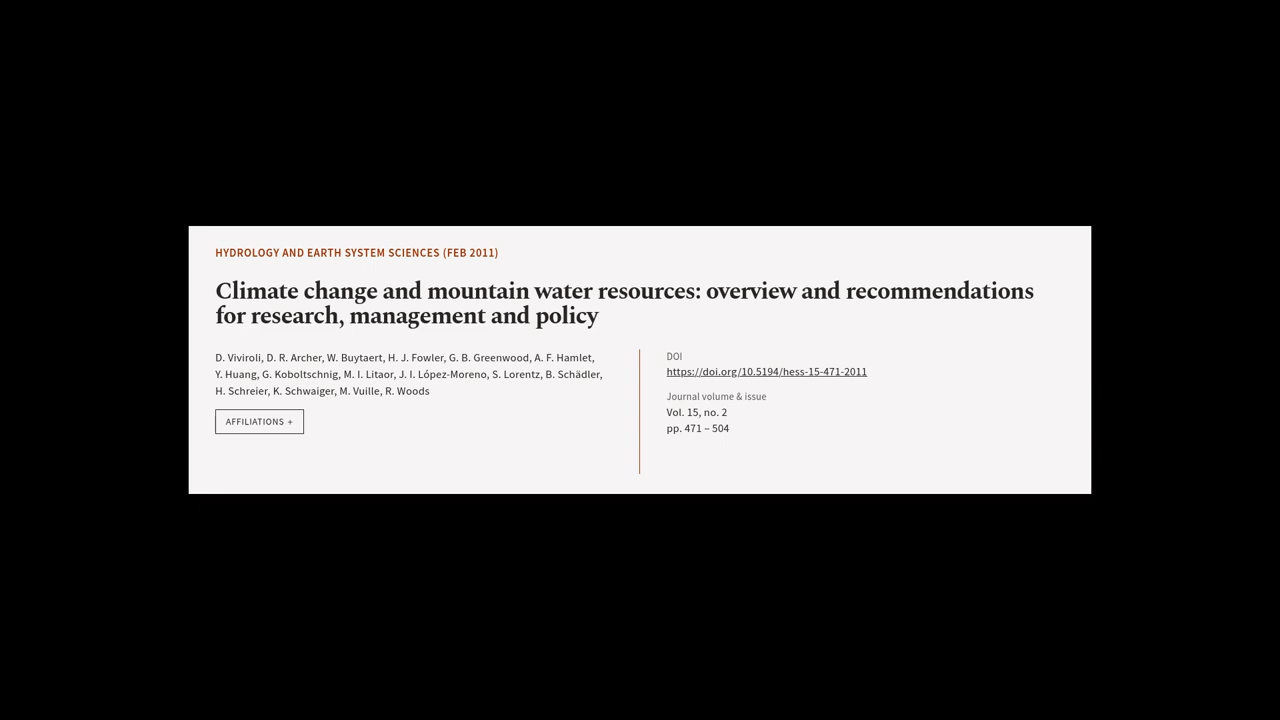 HYDROLOGY AND EARTH SYSTEM SCIENCES (FEB 2011)
Climate change and mountain water resources: overview and recommendations
for research, management and policy
D. Viviroli, D. R. Archer, W. Buytaert, H. J. Fowler, G. B. Greenwood, A. F. Hamlet,
Y. Huang, G. Koboltschnig, M. I. Litaor, J. I. López-Moreno, S. Lorentz, B. Schädler,
H. Schreier, K. Schwaiger, M. Vuille, R. Woods
AFFILIATIONS +
DOI
https://doi.org/10.5194/hess-15-471-2011
Journal volume & issue
Vol. 15, no. 2
pp. 471 – 504